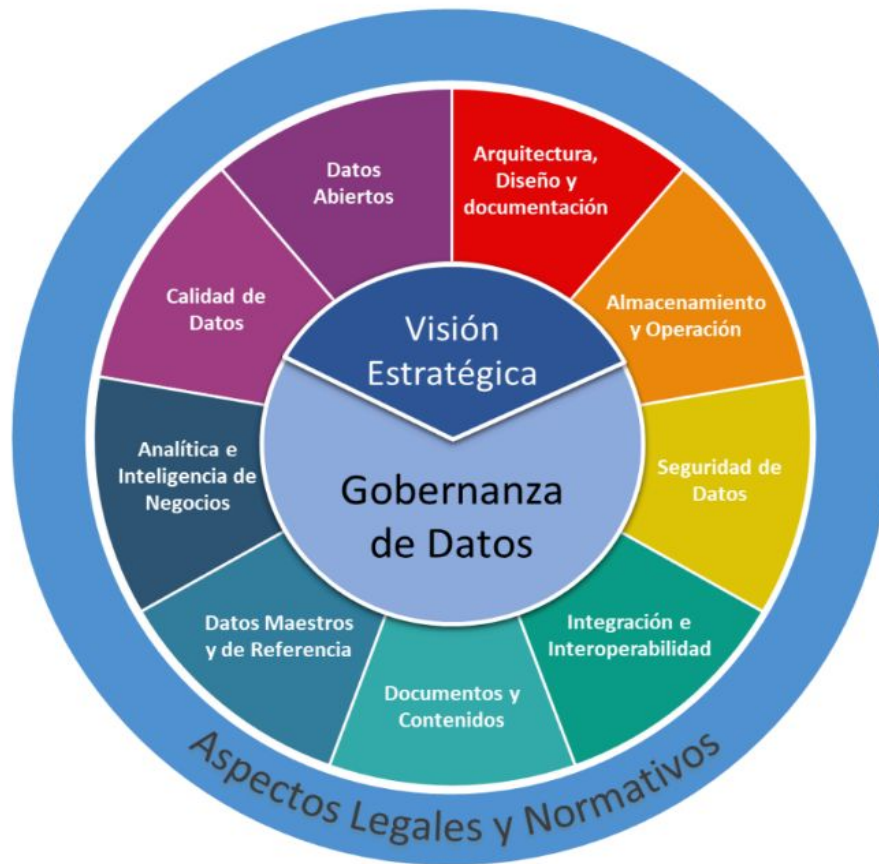 Datos
Abiertos
Arquitectura,
Diseño y
documentación
Almacenamiento
y Operación
Seguridad de
Datos
Integración e
Interoperabilidad
Documentos y
Contenidos
Datos Maestros
y de Referencia
Analítica e
Inteligencia de
Negocios
Calidad de
Datos
Visión
Estratégica
Gobernanza
de Datos
Aspectos Legales y Normativos